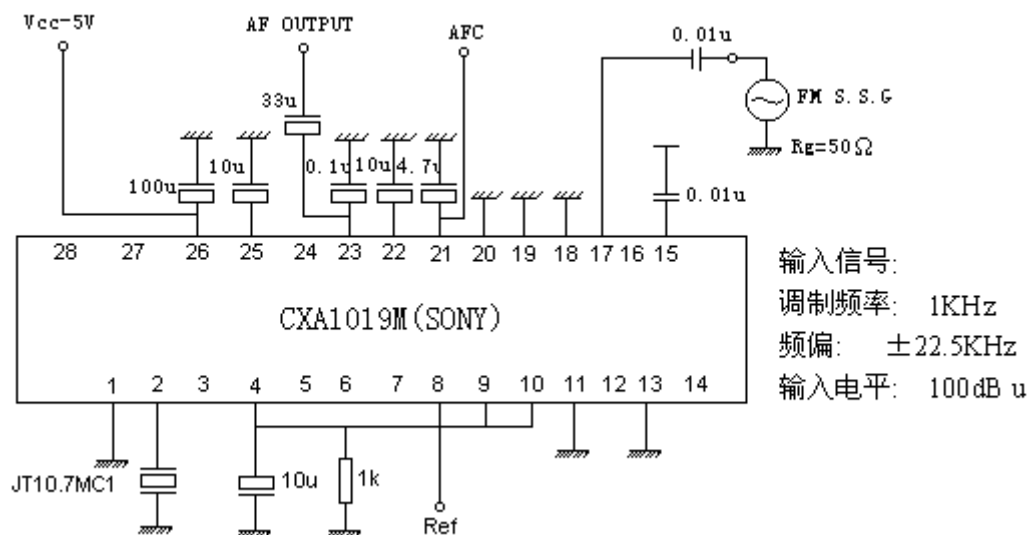 Vcc-5V
AF OUTPUT
AFC
0.01u
33u
FM S.S.G
Rg=50Ω
100u
10u
0.1u
10u
4.7u
0.01u
28 27 26 25 24 23 22 21 20 19 18 17 16 15
CXA1019M(SONY)
1 2 3 4 5 6 7 8 9 10 11 12 13 14
输入信号:
调制频率: 1KHz
频偏: ±22.5KHz
输入电平: 100dB u
JT10.7MC1
10u
1k
Ref